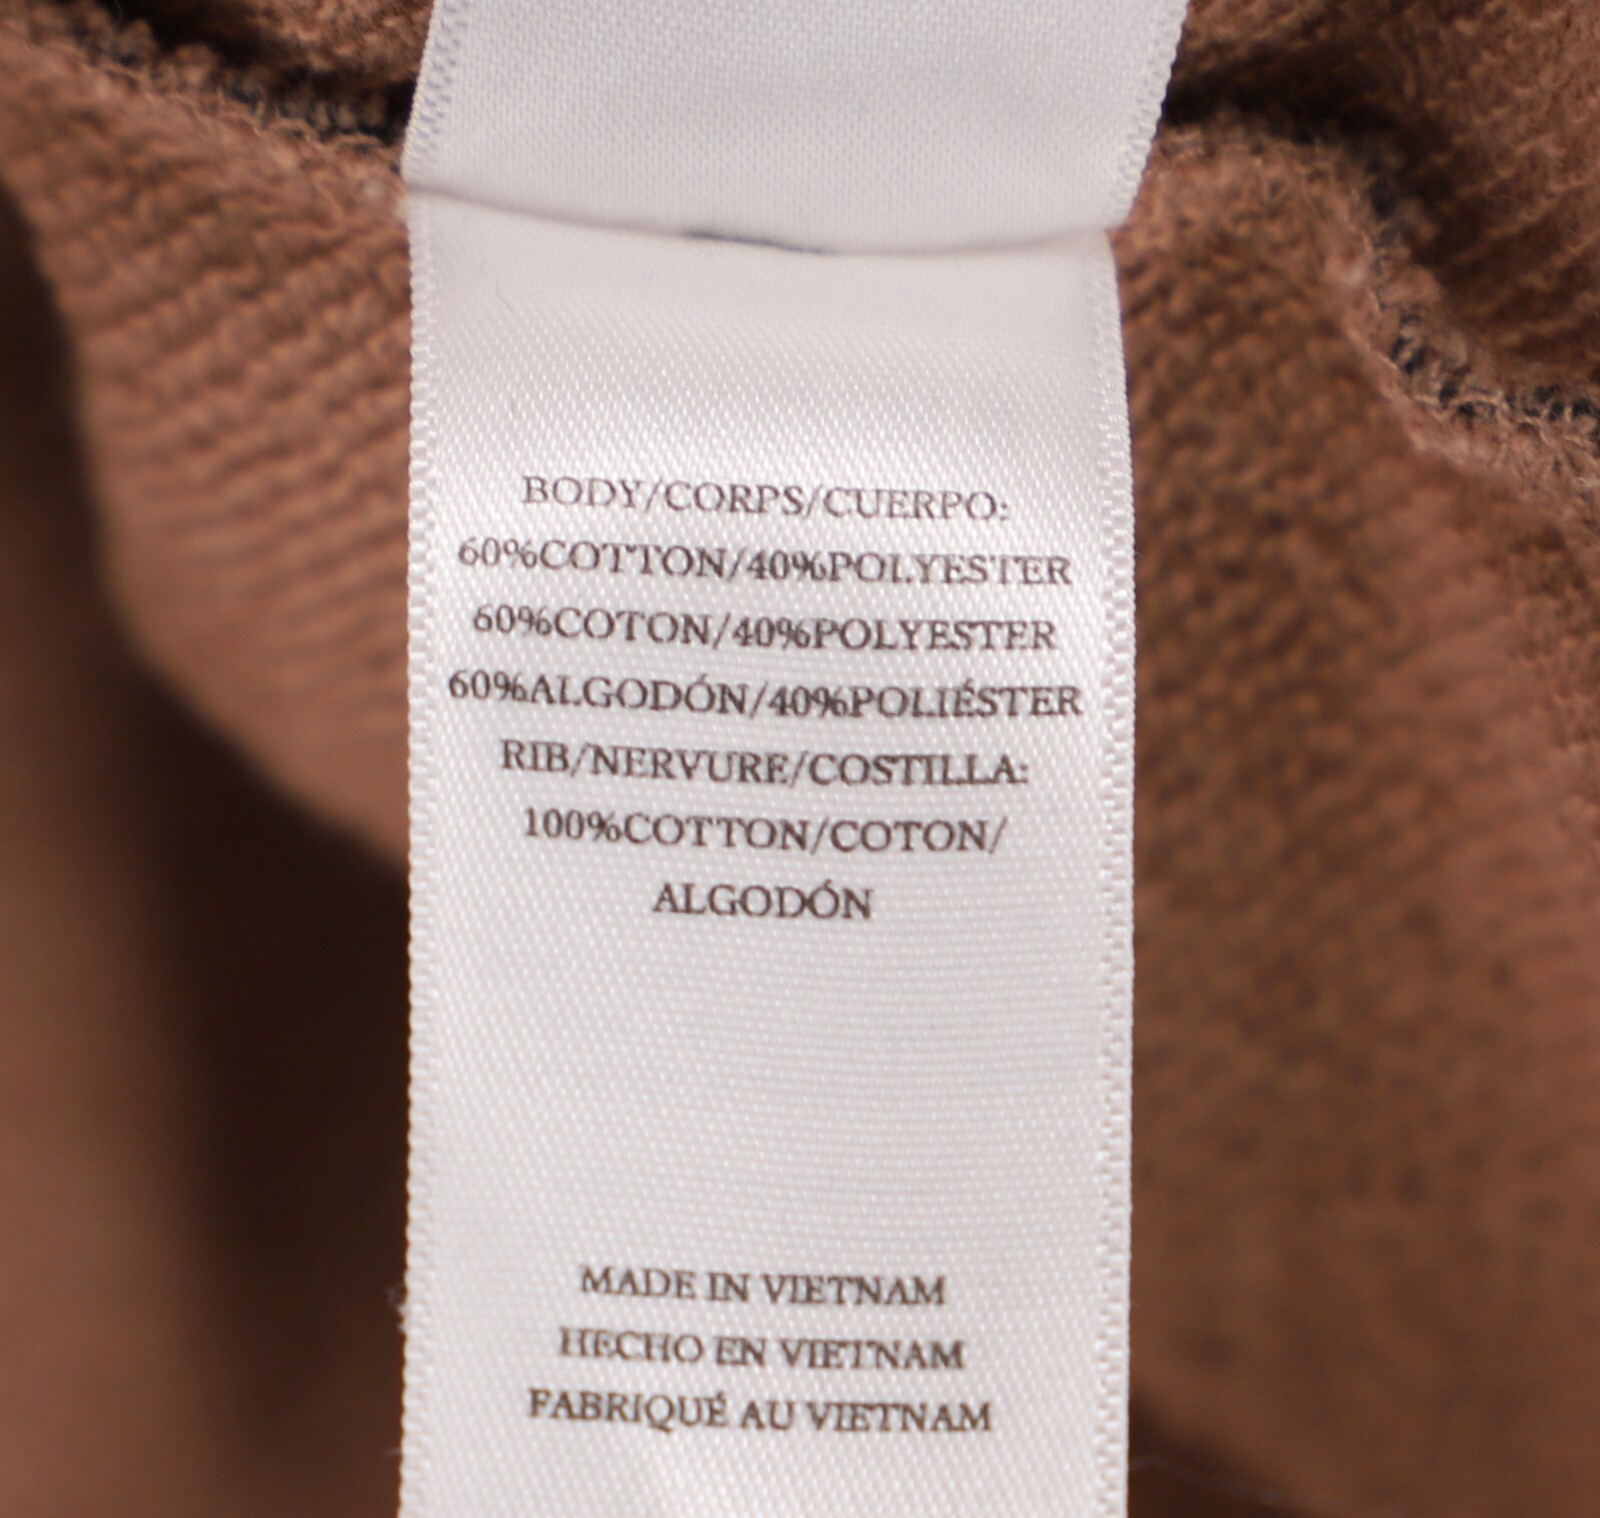 BODY/CORPS/CUERPO:
60%COTTON/40%POLYESTER
60%COTON/40%POLYESTER
60%ALGODÓN/40%POLIÉSTER
RIB/NERVURE/COSTILLA:
100%COTTON/COTON/
ALGODÓN
MADE IN VIETNAM
HECHO EN VIETNAM
FABRIQUÉ AU VIETNAM